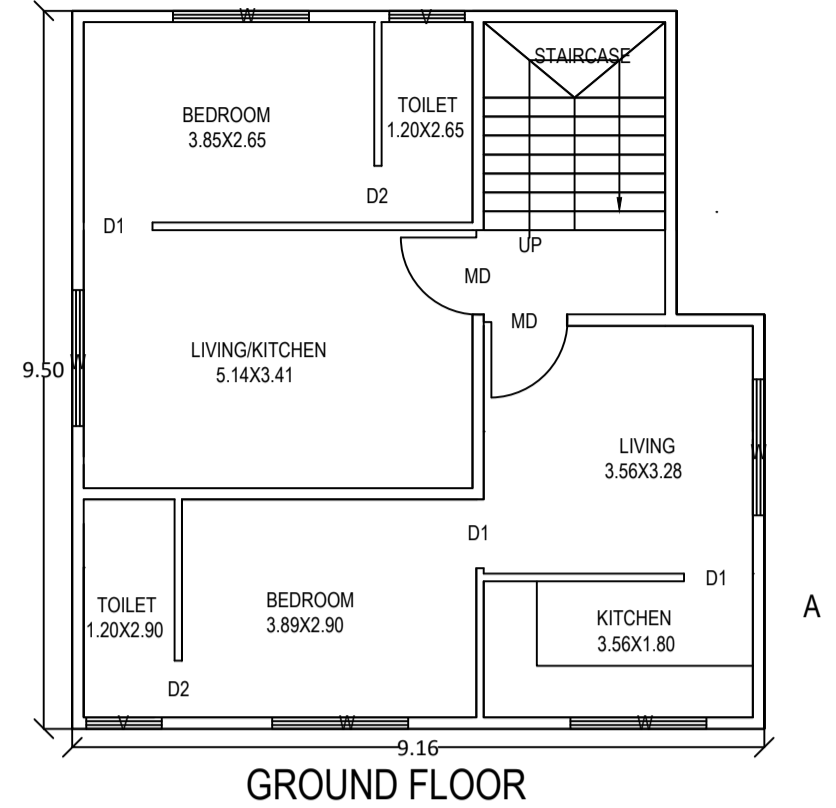 W
V
STAIRCASE
BEDROOM
3.85X2.65
TOILET
1.20X2.65
D2
D1
UP
MD
MD
LIVING/KITCHEN
5.14X3.41
9.50
W
LIVING
3.56X3.28
W
D1
D1
TOILET
1.20X2.90
BEDROOM
3.89X2.90
KITCHEN
3.56X1.80
A
D2
V
W
W
9.16
GROUND FLOOR